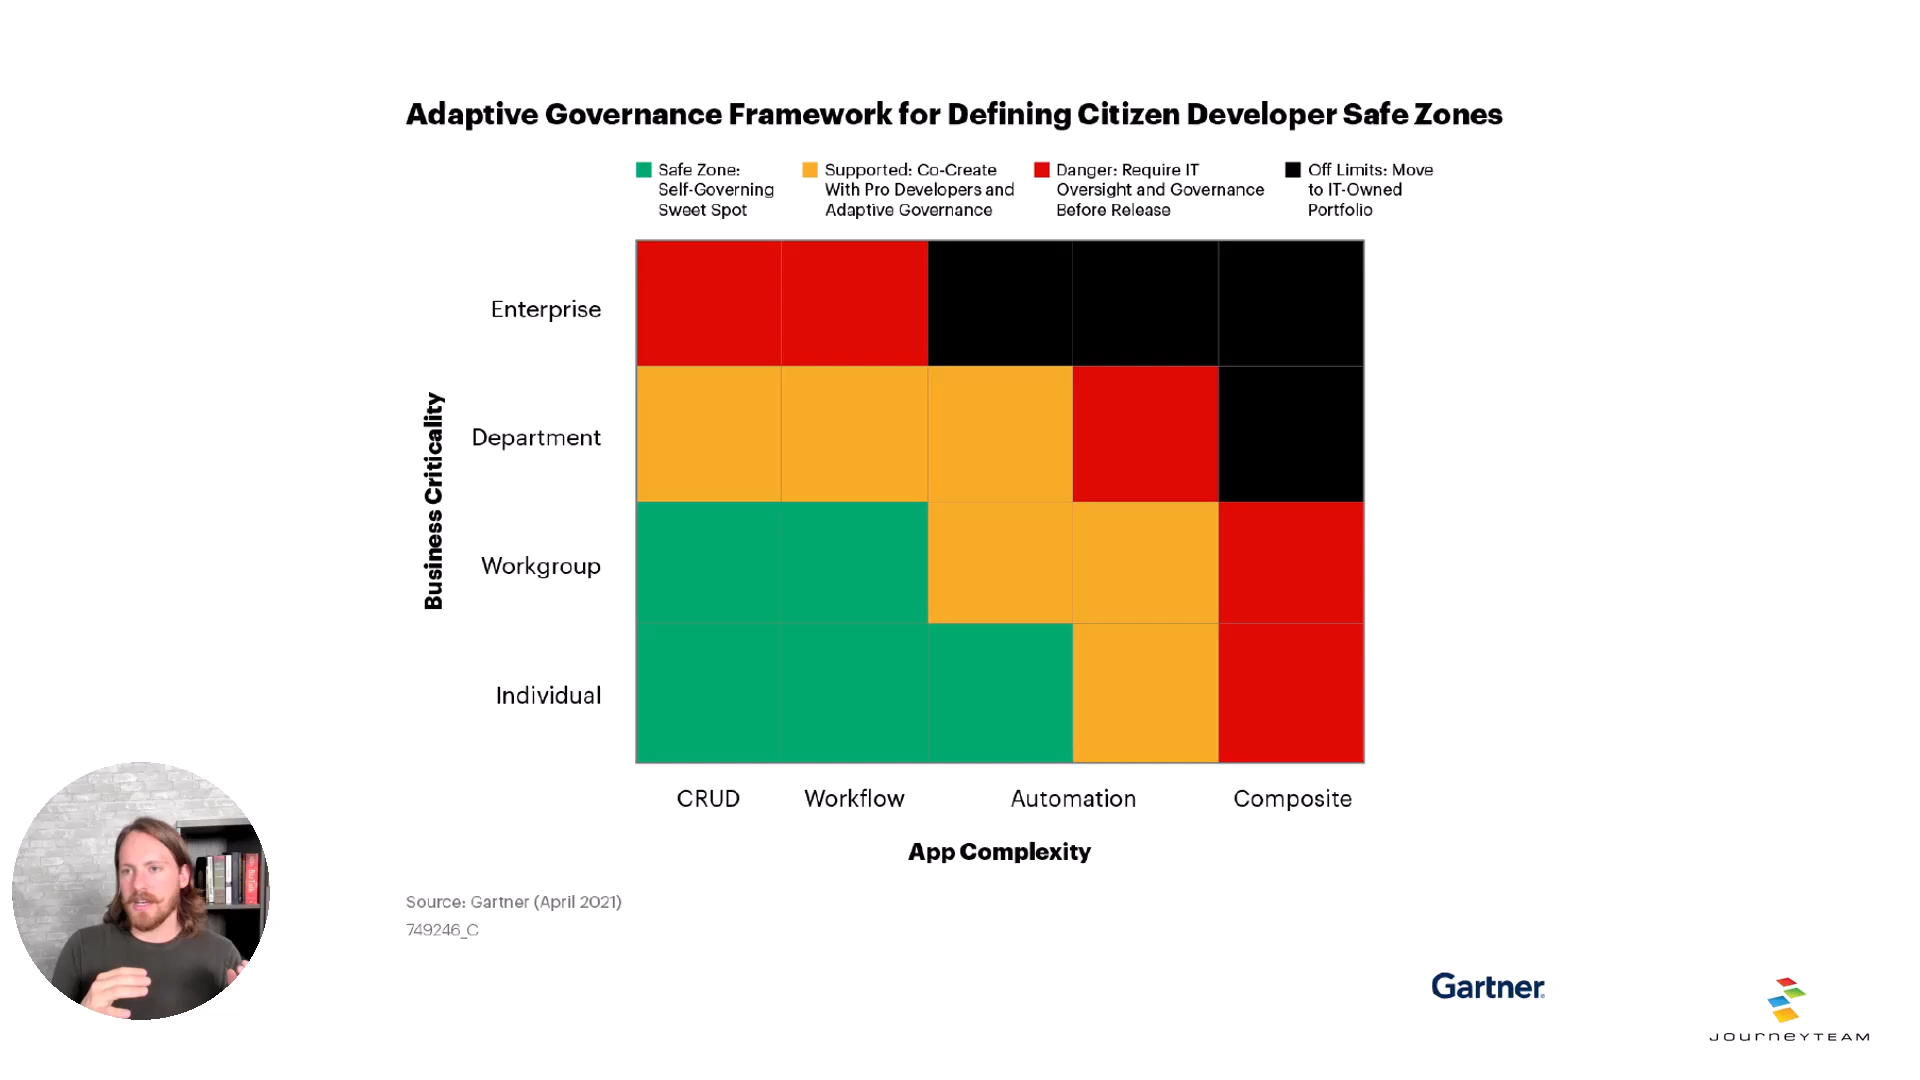 Adaptive Governance Framework for Defining Citizen Developer Safe Zones
Safe Zone:
Self-Governing
Sweet Spot
Supported: Co-Create
With Pro Developers and
Adaptive Governance
Danger: Require IT
Oversight and Governance
Before Release
Off Limits: Move
to IT-Owned
Portfolio
Business Criticality
Enterprise
Department
Workgroup
Individual
CRUD
Workflow
Automation
Composite
App Complexity
Source: Gartner (April 2021)
749246_C
Gartner
JOURNEYTEAM